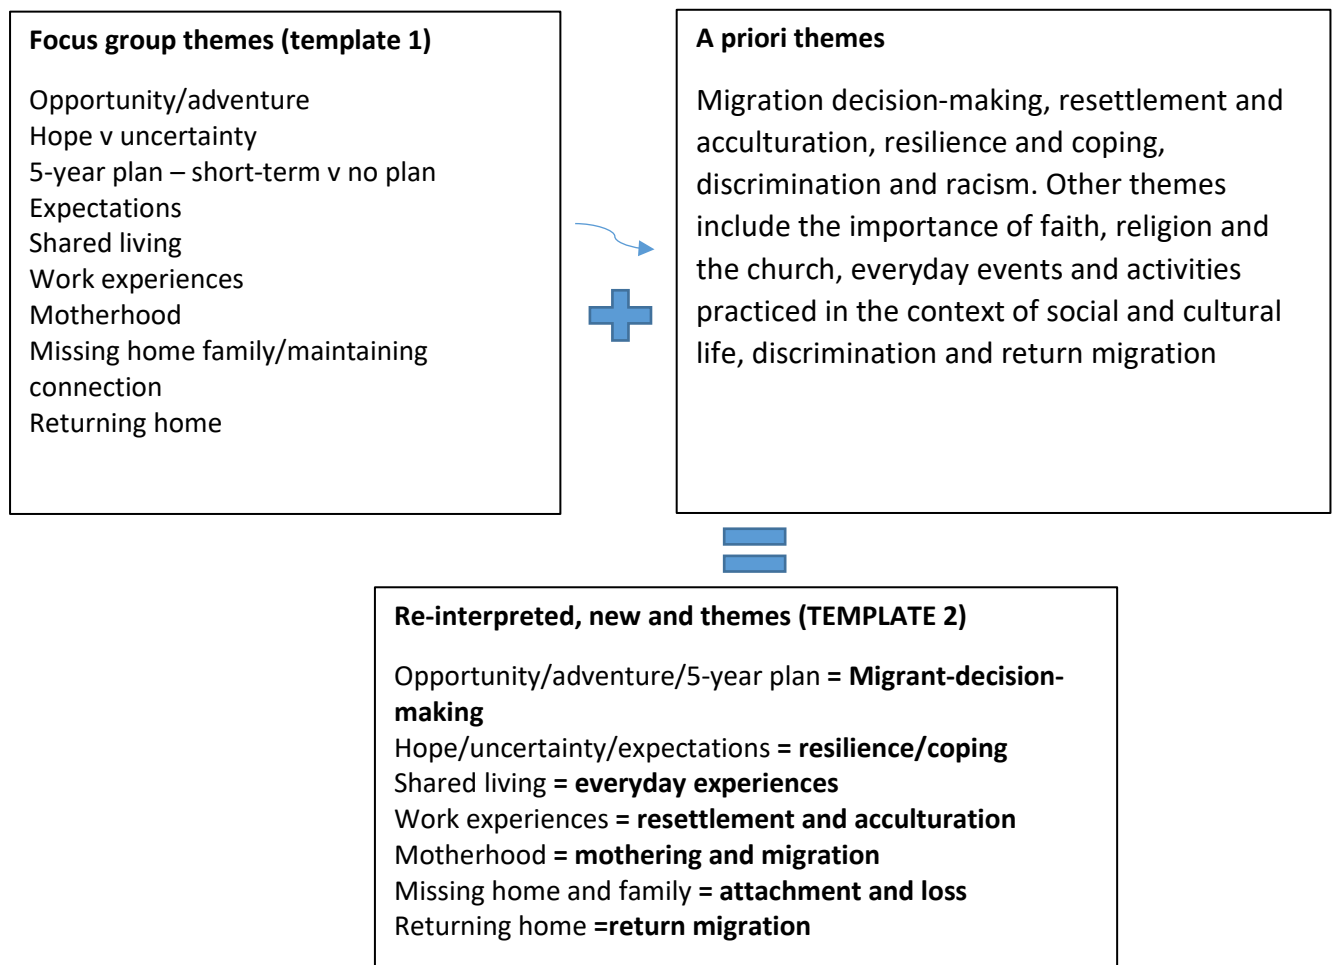 Focus group themes (template 1)
Opportunity/adventure
Hope v uncertainty
5-year plan – short-term v no plan
Expectations
Shared living
Work experiences
Motherhood
Missing home family/maintaining
connection
Returning home
A priori themes
Migration decision-making, resettlement and
acculturation, resilience and coping,
discrimination and racism. Other themes
include the importance of faith, religion and
the church, everyday events and activities
practiced in the context of social and cultural
life, discrimination and return migration
Re-interpreted, new and themes (TEMPLATE 2)
Opportunity/adventure/5-year plan = Migrant-decision-
making
Hope/uncertainty/expectations = resilience/coping
Shared living = everyday experiences
Work experiences = resettlement and acculturation
Motherhood = mothering and migration
Missing home and family = attachment and loss
Returning home =return migration